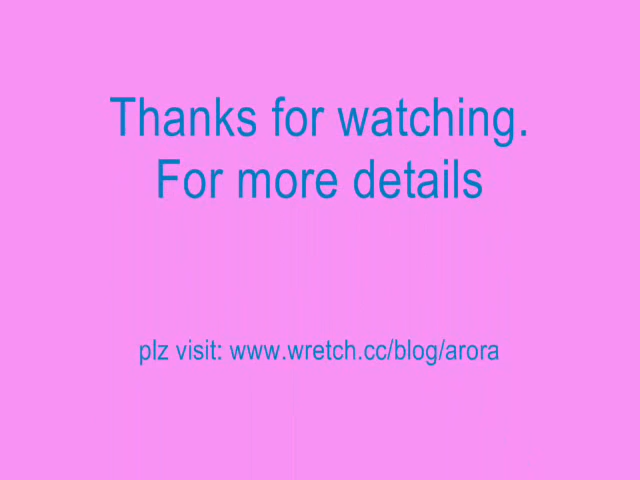 Thanks for watching.
For more details
plz visit: www.wretch.cc/blog/arora